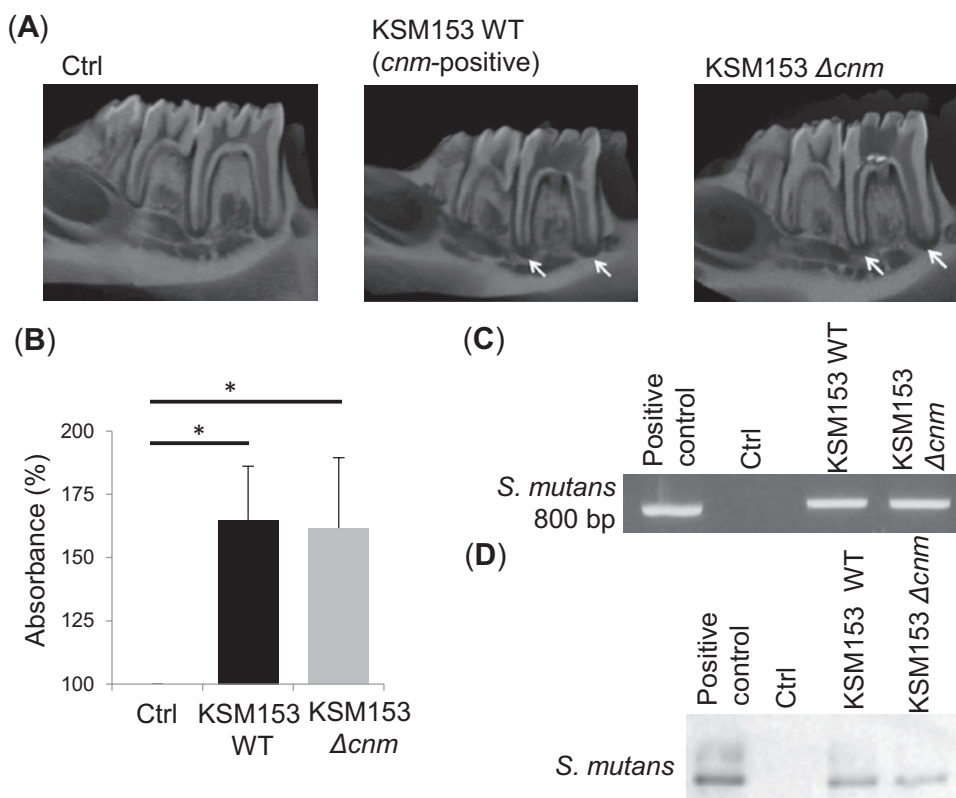 (A)
Ctrl
KSM153 WT
(cnm-positive)
KSM153 Δcnm
(B)
*
*
Absorbance (%)
200
175
150
125
100
Ctrl
KSM153
WT
KSM153
Δcnm
(C)
Positive
control
Ctrl
KSM153 WT
KSM153
Δcnm
S. mutans
800 bp
(D)
Positive
control
Ctrl
KSM153 WT
KSM153 Δcnm
S. mutans